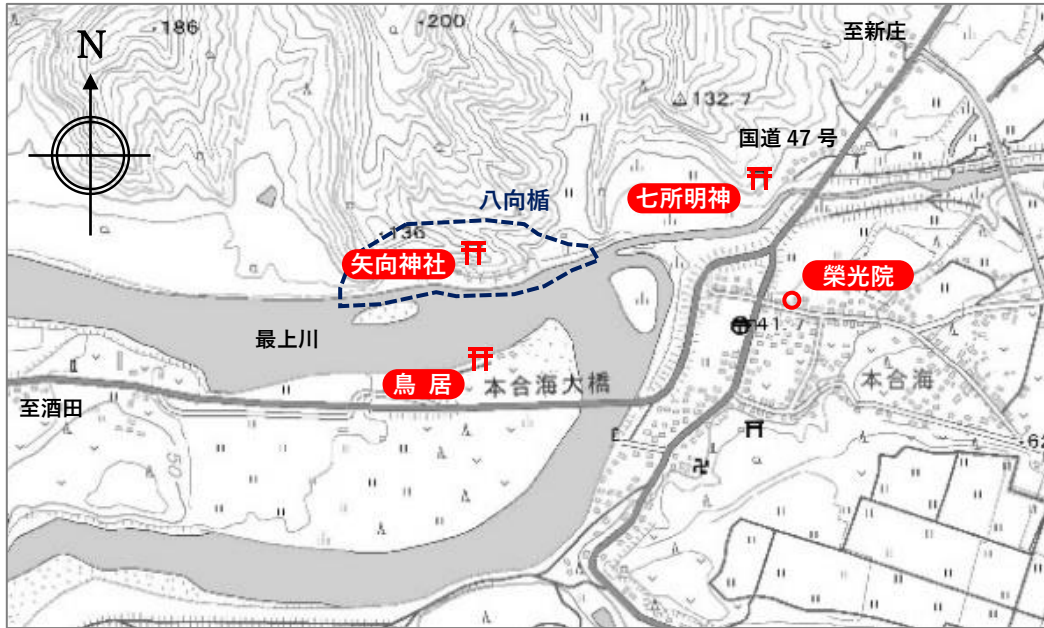 ・186
・200
至新庄
N
132.7
国道 47 号
七所明神
八向楯
・136
矢向神社
榮光院
41.7
最上川
鳥 居
本合海大橋
本合海
至酒田
50
・62